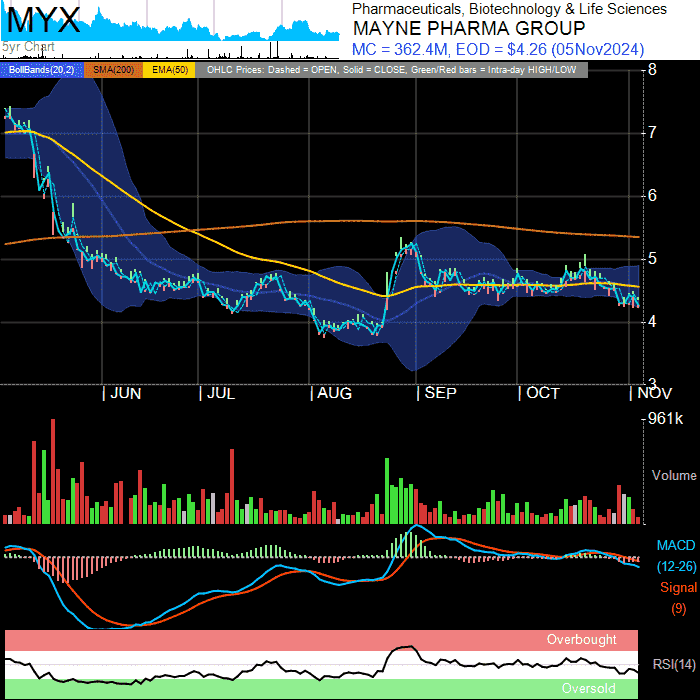 MYX
5yr Chart
Pharmaceuticals, Biotechnology & Life Sciences
MAYNE PHARMA GROUP
MC = 362.4M, EOD = $4.26 (05Nov2024)
BollBands(20,2) SMA(200) EMA(50) OHLC Prices: Dashed = OPEN, Solid = CLOSE, Green/Red bars = Intra-day HIGH/LOW
8
7
6
5
4
3
| JUN | JUL | AUG | SEP | OCT | NOV
961k
Volume
MACD
(12-26)
Signal
(9)
Overbought
RSI(14)
Oversold